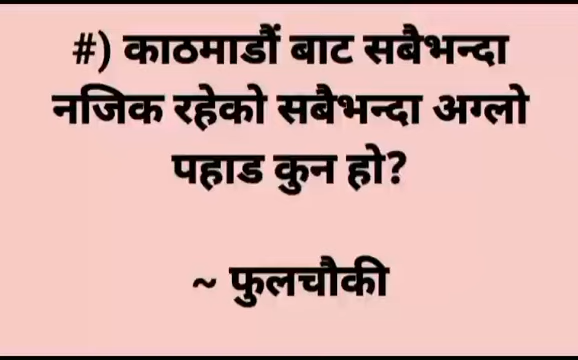 #) काठमाडौं बाट सबैभन्दा
नजिक रहेको सबैभन्दा अग्लो
पहाड कुन हो?
~ फुलचौकी